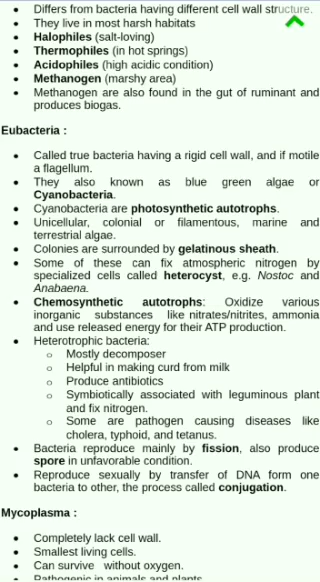 • Differs from bacteria having different cell wall structure.
• They live in most harsh habitats
• Halophiles (salt-loving)
• Thermophiles (in hot springs)
• Acidophiles (high acidic condition)
• Methanogen (marshy area)
• Methanogen are also found in the gut of ruminant and
produces biogas.
Eubacteria :
• Called true bacteria having a rigid cell wall, and if motile
a flagellum.
• They also known as blue green algae or
Cyanobacteria.
• Cyanobacteria are photosynthetic autotrophs.
• Unicellular, colonial or filamentous, marine and
terrestrial algae.
• Colonies are surrounded by gelatinous sheath.
• Some of these can fix atmospheric nitrogen by
specialized cells called heterocyst, e.g. Nostoc and
Anabaena.
• Chemosynthetic autotrophs: Oxidize various
inorganic substances like nitrates/nitrites, ammonia
and use released energy for their ATP production.
• Heterotrophic bacteria:
o Mostly decomposer
o Helpful in making curd from milk
o Produce antibiotics
o Symbiotically associated with leguminous plant
and fix nitrogen.
o Some are pathogen causing diseases like
cholera, typhoid, and tetanus.
• Bacteria reproduce mainly by fission, also produce
spore in unfavorable condition.
• Reproduce sexually by transfer of DNA form one
bacteria to other, the process called conjugation.
Mycoplasma :
• Completely lack cell wall.
• Smallest living cells.
• Can survive without oxygen.
• Pathogenic in animals and plants